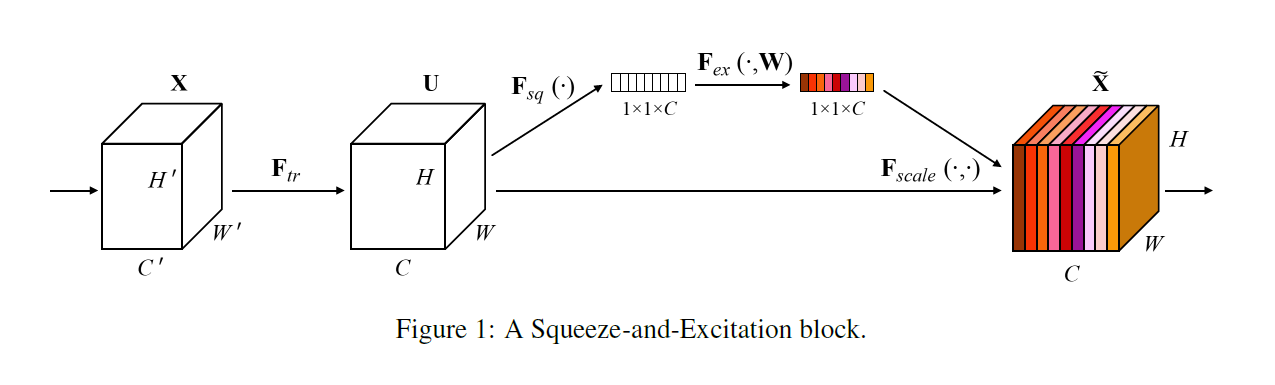 X
H′
W′
C′
F_tr
U
H
W
C
F_sq (·)
1×1×C
F_ex (·,W)
1×1×C
F_scale (·,·)
X̃
H
W
C
Figure 1: A Squeeze-and-Excitation block.